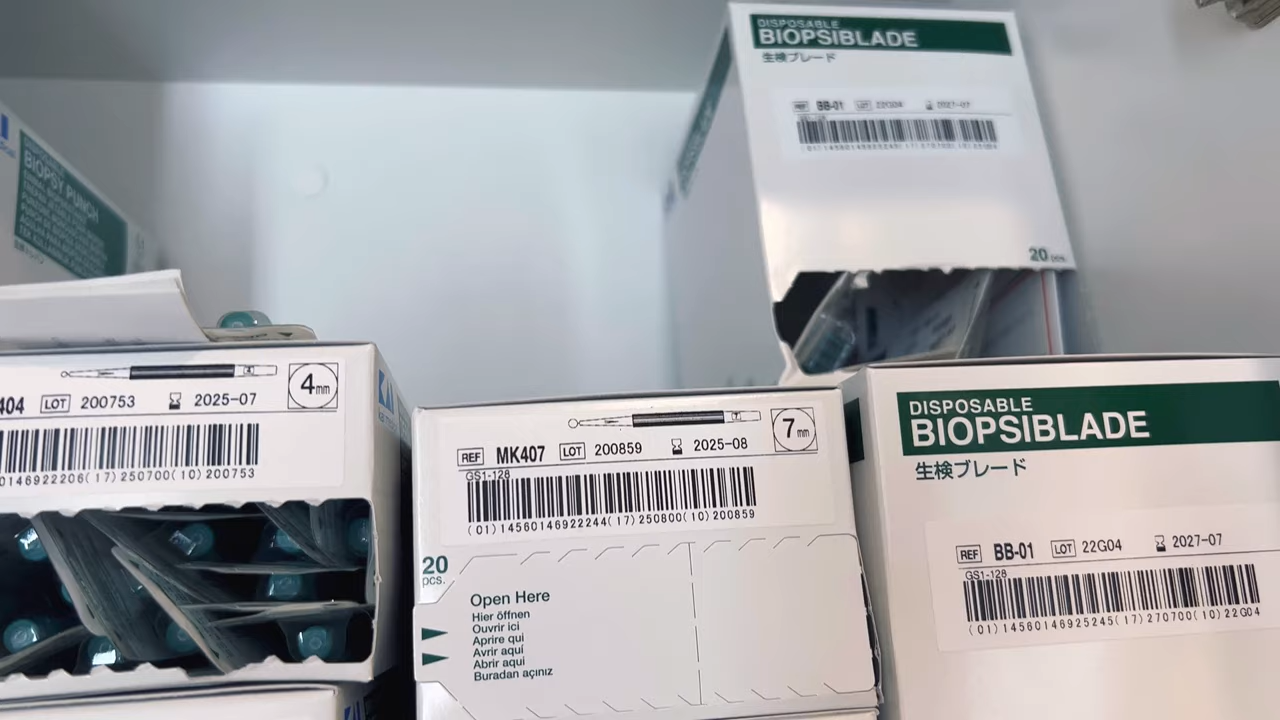 DISPOSABLE
BIOPSIBLADE
生検ブレード
REF BB-01 LOT 22G04 2027-07
20 pcs.
BIOPSY PUNCH
404 LOT 200753 2025-07 4mm
0146922206(17)250700(10)200753
KAI
REF MK407 LOT 200859 2025-08 7mm
GS1-128
(01)14560146922244(17)250800(10)200859
20
pcs.
Open Here
Hier öffnen
Ouvrir ici
Aprire qui
Avrir aqui
Abrir aqui
Buradan açınız
DISPOSABLE
BIOPSIBLADE
生検ブレード
REF BB-01 LOT 22G04 2027-07
GS1-128
(01)14560146925245(17)270700(10)22G04